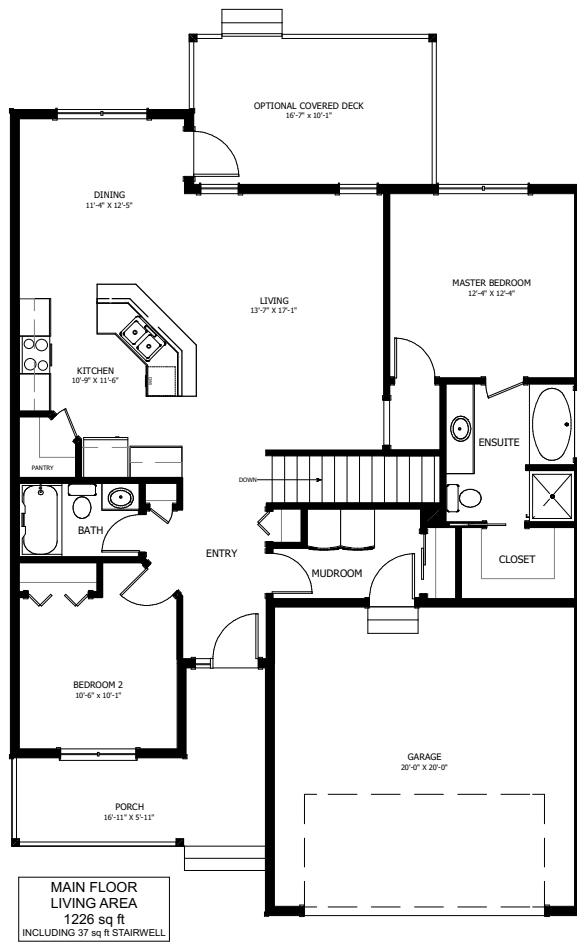 OPTIONAL COVERED DECK
16'-7" x 10'-1"
DINING
11'-4" X 12'-5"
MASTER BEDROOM
12'-4" X 12'-4"
LIVING
13'-7" X 17'-1"
KITCHEN
10'-9" X 11'-6"
ENSUITE
PANTRY
DOWN
BATH
ENTRY
CLOSET
MUDROOM
BEDROOM 2
10'-6" x 10'-1"
GARAGE
20'-0" X 20'-0"
PORCH
16'-11" X 5'-11"
MAIN FLOOR
LIVING AREA
1226 sq ft
INCLUDING 37 sq ft STAIRWELL